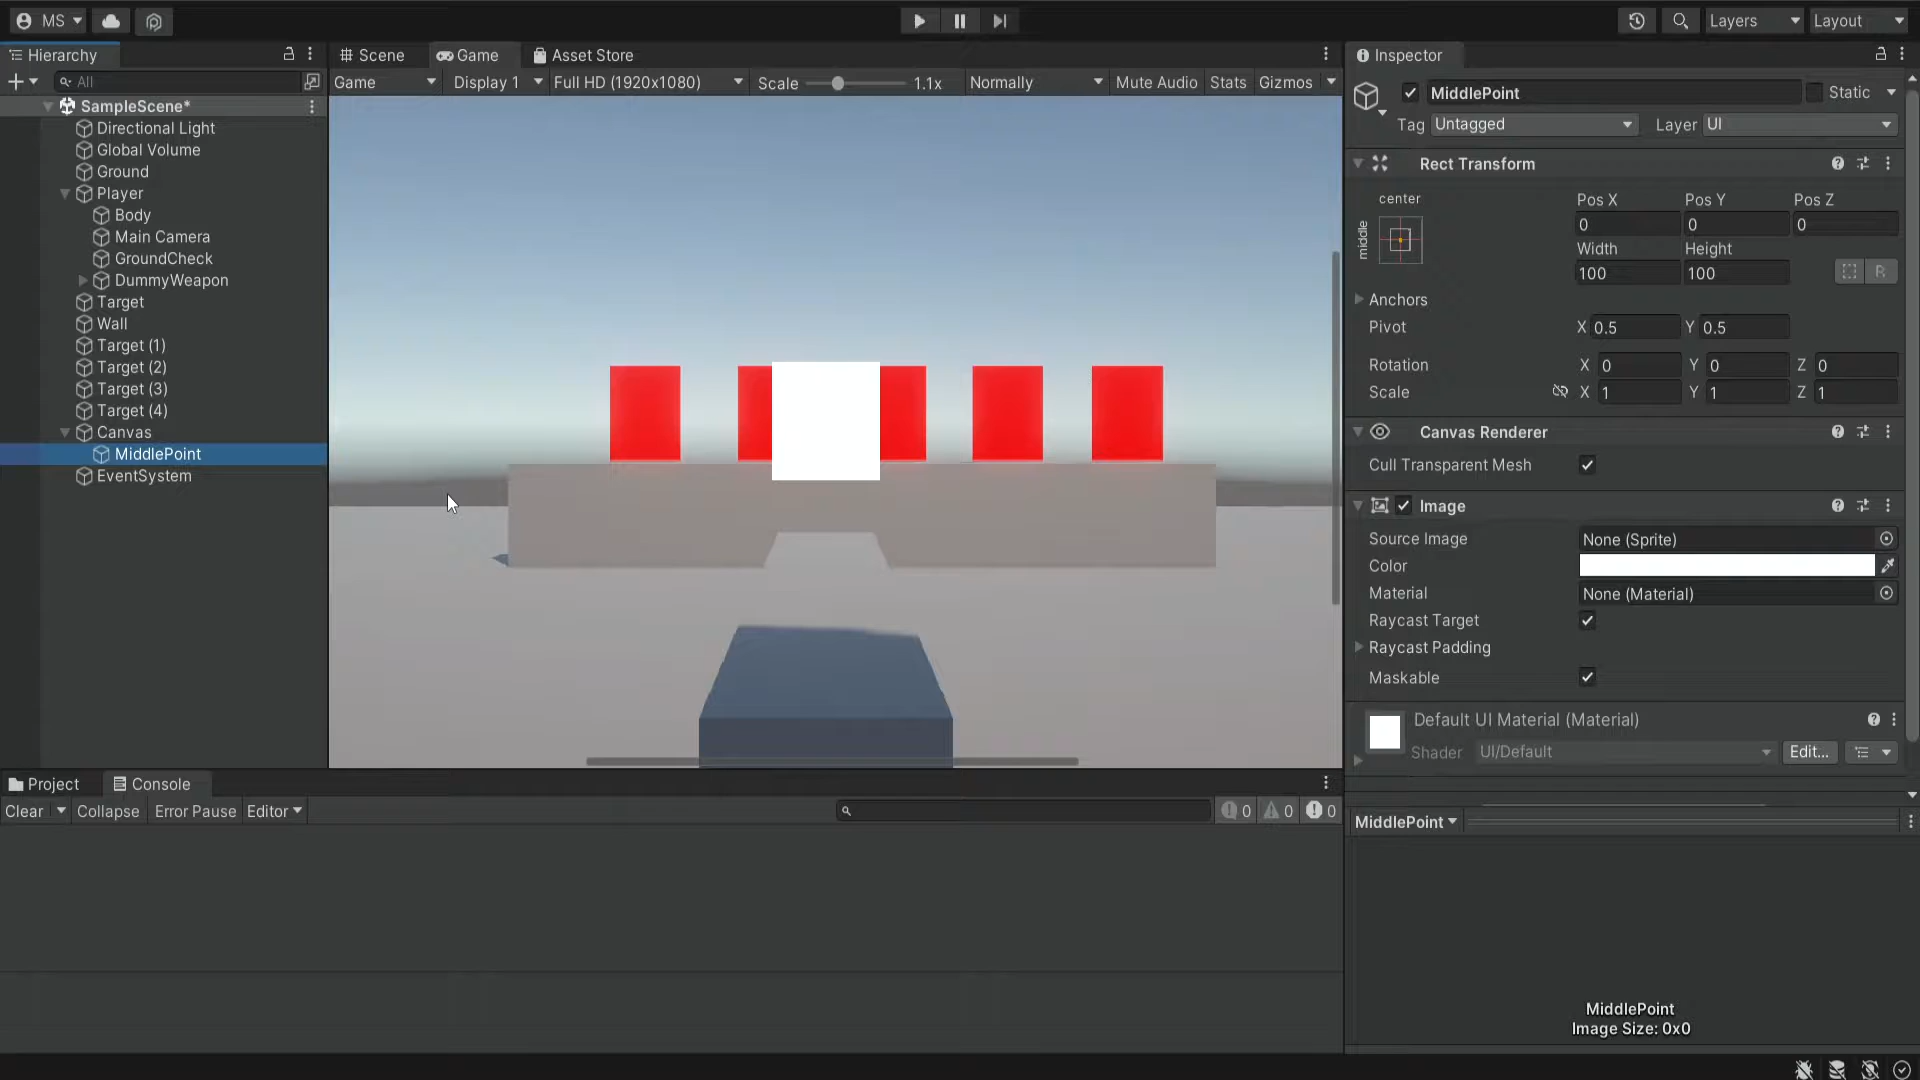 MS
Layers
Layout
Hierarchy
All
SampleScene*
Directional Light
Global Volume
Ground
Player
Body
Main Camera
GroundCheck
DummyWeapon
Target
Wall
Target (1)
Target (2)
Target (3)
Target (4)
Canvas
MiddlePoint
EventSystem
Scene
Game
Asset Store
Game
Display 1
Full HD (1920x1080)
Scale
1.1x
Normally
Mute Audio
Stats
Gizmos
Inspector
MiddlePoint
Static
Tag
Untagged
Layer
UI
Rect Transform
center
middle
Pos X
Pos Y
Pos Z
0
0
0
Width
Height
100
100
R
Anchors
Pivot
X 0.5
Y 0.5
Rotation
X 0
Y 0
Z 0
Scale
X 1
Y 1
Z 1
Canvas Renderer
Cull Transparent Mesh
Image
Source Image
None (Sprite)
Color
Material
None (Material)
Raycast Target
Raycast Padding
Maskable
Default UI Material (Material)
Shader
UI/Default
Edit...
MiddlePoint
MiddlePoint
Image Size: 0x0
Project
Console
Clear
Collapse
Error Pause
Editor
0
0
0